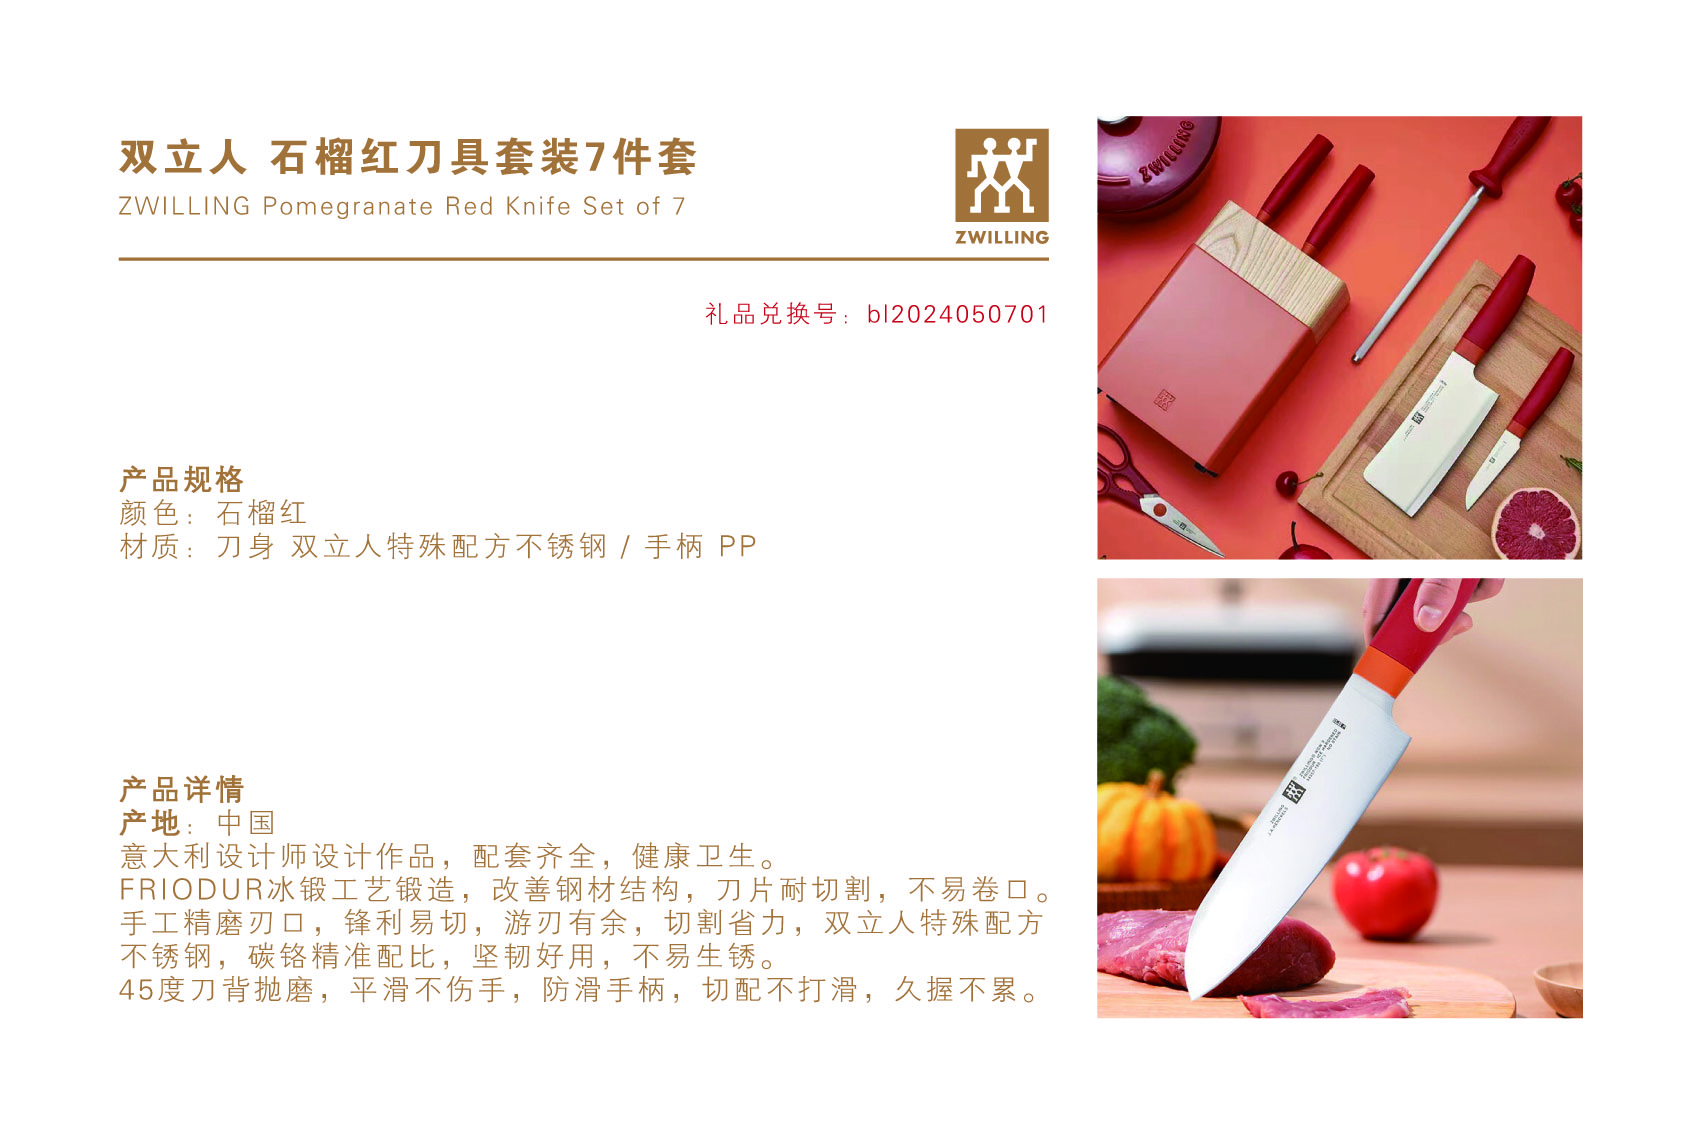 双立人 石榴红刀具套装7件套
ZWILLING Pomegranate Red Knife Set of 7
ZWILLING
礼品兑换号：bl2024050701
产品规格
颜色：石榴红
材质：刀身 双立人特殊配方不锈钢 / 手柄 PP
产品详情
产地：中国
意大利设计师设计作品，配套齐全，健康卫生。
FRIODUR冰锻工艺锻造，改善钢材结构，刀片耐切割，不易卷口。
手工精磨刃口，锋利易切，游刃有余，切割省力，双立人特殊配方
不锈钢，碳铬精准配比，坚韧好用，不易生锈。
45度刀背抛磨，平滑不伤手，防滑手柄，切配不打滑，久握不累。
ZWILLING
ZWILLING
J.A.HENCKELS